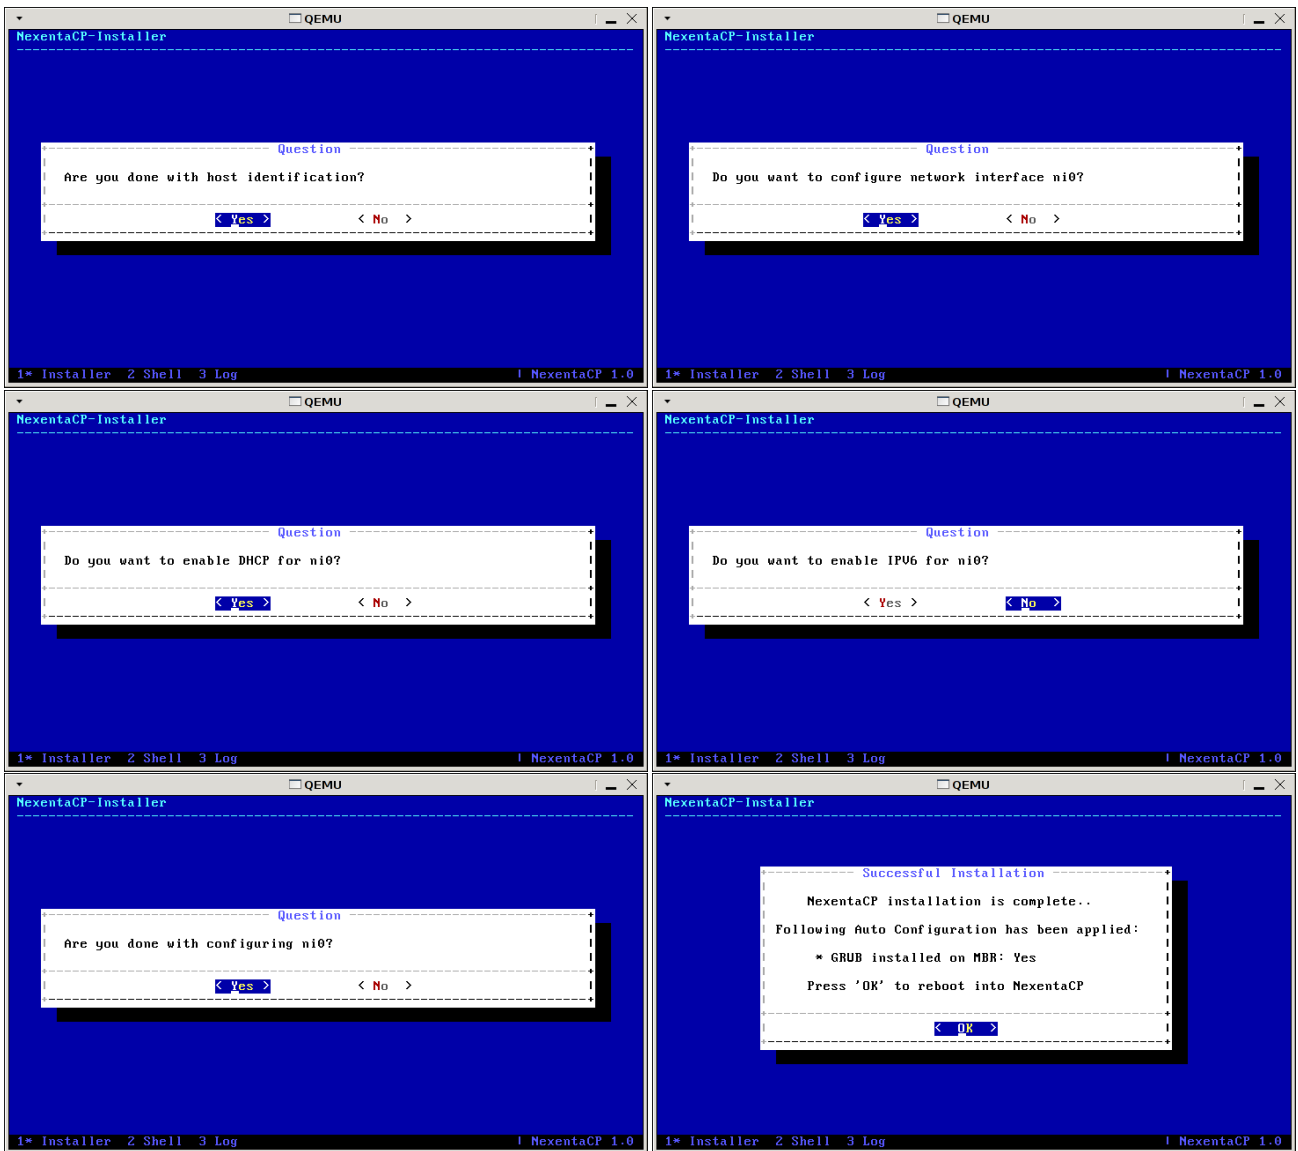 QEMU
NexentaCP-Installer
Question
Are you done with host identification?
< Yes > < No >
1* Installer 2 Shell 3 Log | NexentaCP 1.0
QEMU
NexentaCP-Installer
Question
Do you want to configure network interface ni0?
< Yes > < No >
1* Installer 2 Shell 3 Log | NexentaCP 1.0
QEMU
NexentaCP-Installer
Question
Do you want to enable DHCP for ni0?
< Yes > < No >
1* Installer 2 Shell 3 Log | NexentaCP 1.0
QEMU
NexentaCP-Installer
Question
Do you want to enable IPV6 for ni0?
< Yes > < No >
1* Installer 2 Shell 3 Log | NexentaCP 1.0
QEMU
NexentaCP-Installer
Question
Are you done with configuring ni0?
< Yes > < No >
1* Installer 2 Shell 3 Log | NexentaCP 1.0
QEMU
NexentaCP-Installer
Successful Installation
NexentaCP installation is complete..
Following Auto Configuration has been applied:
* GRUB installed on MBR: Yes
Press 'OK' to reboot into NexentaCP
< OK >
1* Installer 2 Shell 3 Log | NexentaCP 1.0